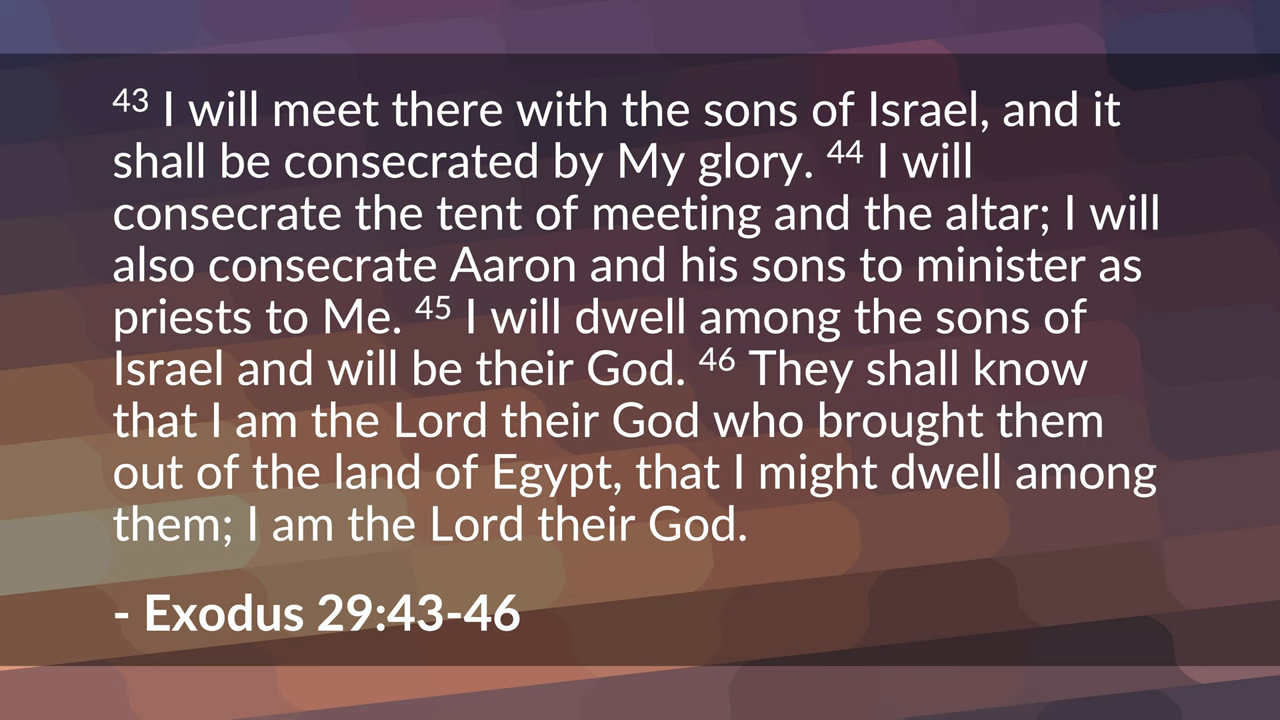 43 I will meet there with the sons of Israel, and it
shall be consecrated by My glory. 44 I will
consecrate the tent of meeting and the altar; I will
also consecrate Aaron and his sons to minister as
priests to Me. 45 I will dwell among the sons of
Israel and will be their God. 46 They shall know
that I am the Lord their God who brought them
out of the land of Egypt, that I might dwell among
them; I am the Lord their God.
- Exodus 29:43-46